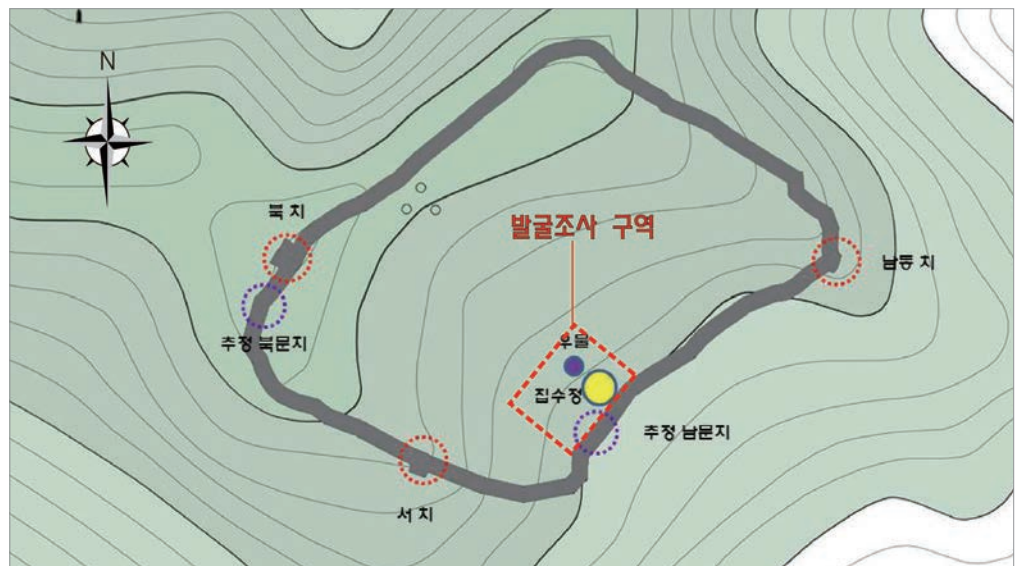 N
북 치
발굴조사 구역
남동 치
추정 북문지
우물
집수정
추정 남문지
서 치